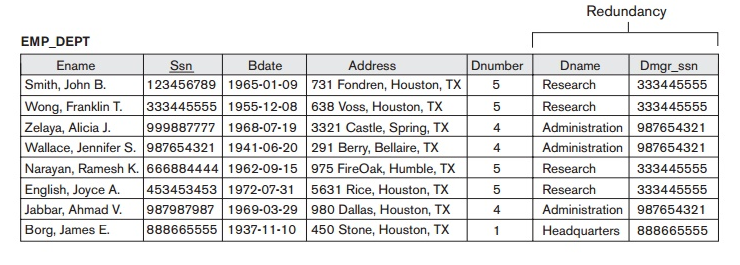 Redundancy
EMP_DEPT
Ename Ssn Bdate Address Dnumber Dname Dmgr_ssn
Smith, John B. 123456789 1965-01-09 731 Fondren, Houston, TX 5 Research 333445555
Wong, Franklin T. 333445555 1955-12-08 638 Voss, Houston, TX 5 Research 333445555
Zelaya, Alicia J. 999887777 1968-07-19 3321 Castle, Spring, TX 4 Administration 987654321
Wallace, Jennifer S. 987654321 1941-06-20 291 Berry, Bellaire, TX 4 Administration 987654321
Narayan, Ramesh K. 666884444 1962-09-15 975 FireOak, Humble, TX 5 Research 333445555
English, Joyce A. 453453453 1972-07-31 5631 Rice, Houston, TX 5 Research 333445555
Jabbar, Ahmad V. 987987987 1969-03-29 980 Dallas, Houston, TX 4 Administration 987654321
Borg, James E. 888665555 1937-11-10 450 Stone, Houston, TX 1 Headquarters 888665555